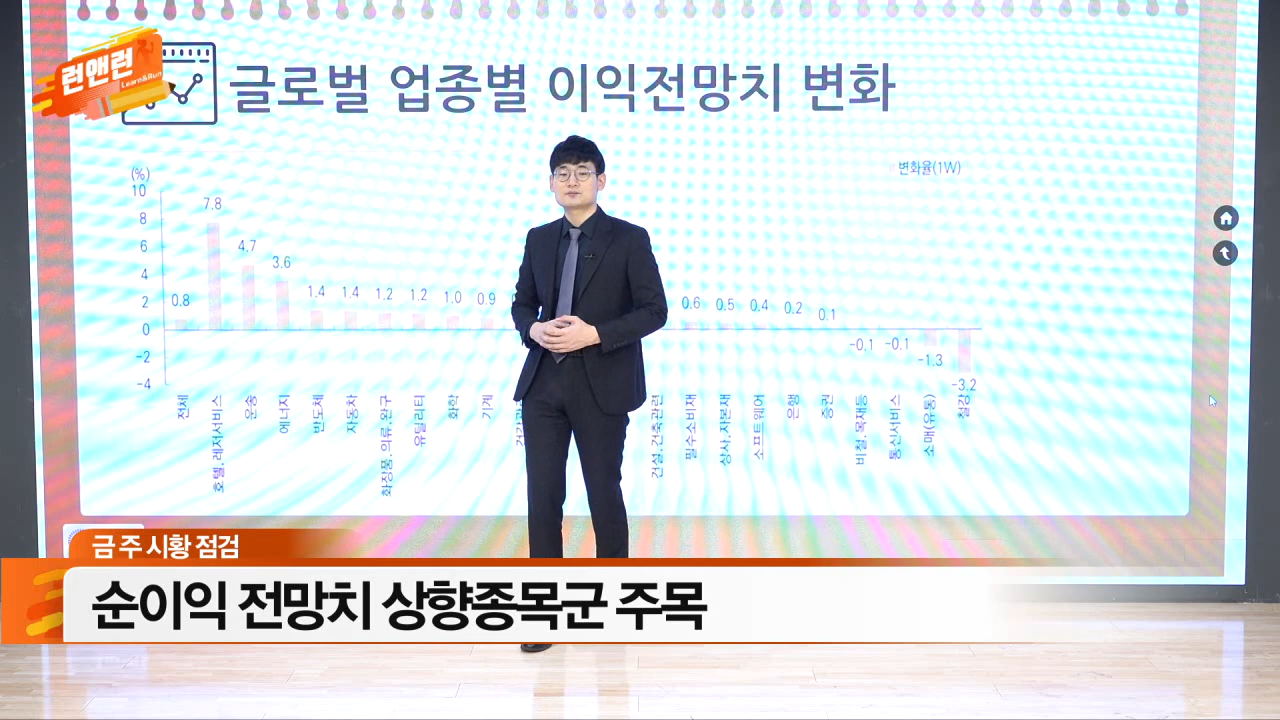 런앤런
Learn&Run
글로벌 업종별 이익전망치 변화
(%)
변화율(1W)
10
8
6
4
2
0
-2
-4
0.8
7.8
4.7
3.6
1.4
1.4
1.2
1.2
1.0
0.9
0.6
0.5
0.4
0.2
0.1
-0.1
-0.1
-1.3
-3.2
전체
호텔,레저서비스
운송
에너지
반도체
자동차
화장품,의류,완구
유틸리티
화학
기계
건강관
건설,건축관련
필수소비재
상사,자본재
소프트웨어
은행
증권
비철,목재등
통신서비스
소매(유통)
철강
금주 시황 점검
순이익 전망치 상향종목군 주목